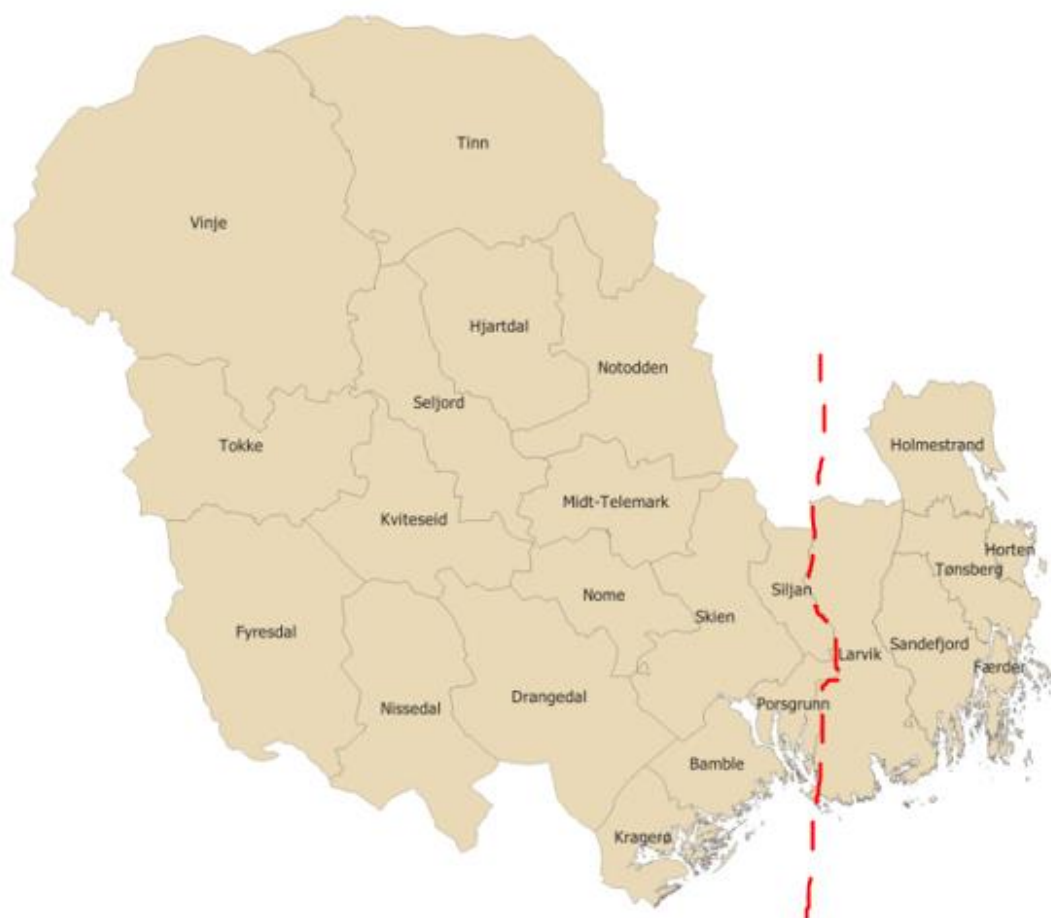 Tinn
Vinje
Hjartdal
Notodden
Seljord
Tokke
Holmestrand
Midt-Telemark
Kviteseid
Horten
Tønsberg
Siljan
Nome
Skien
Fyresdal
Sandefjord
Larvik
Færder
Drangedal
Porsgrunn
Nissedal
Bamble
Kragerø